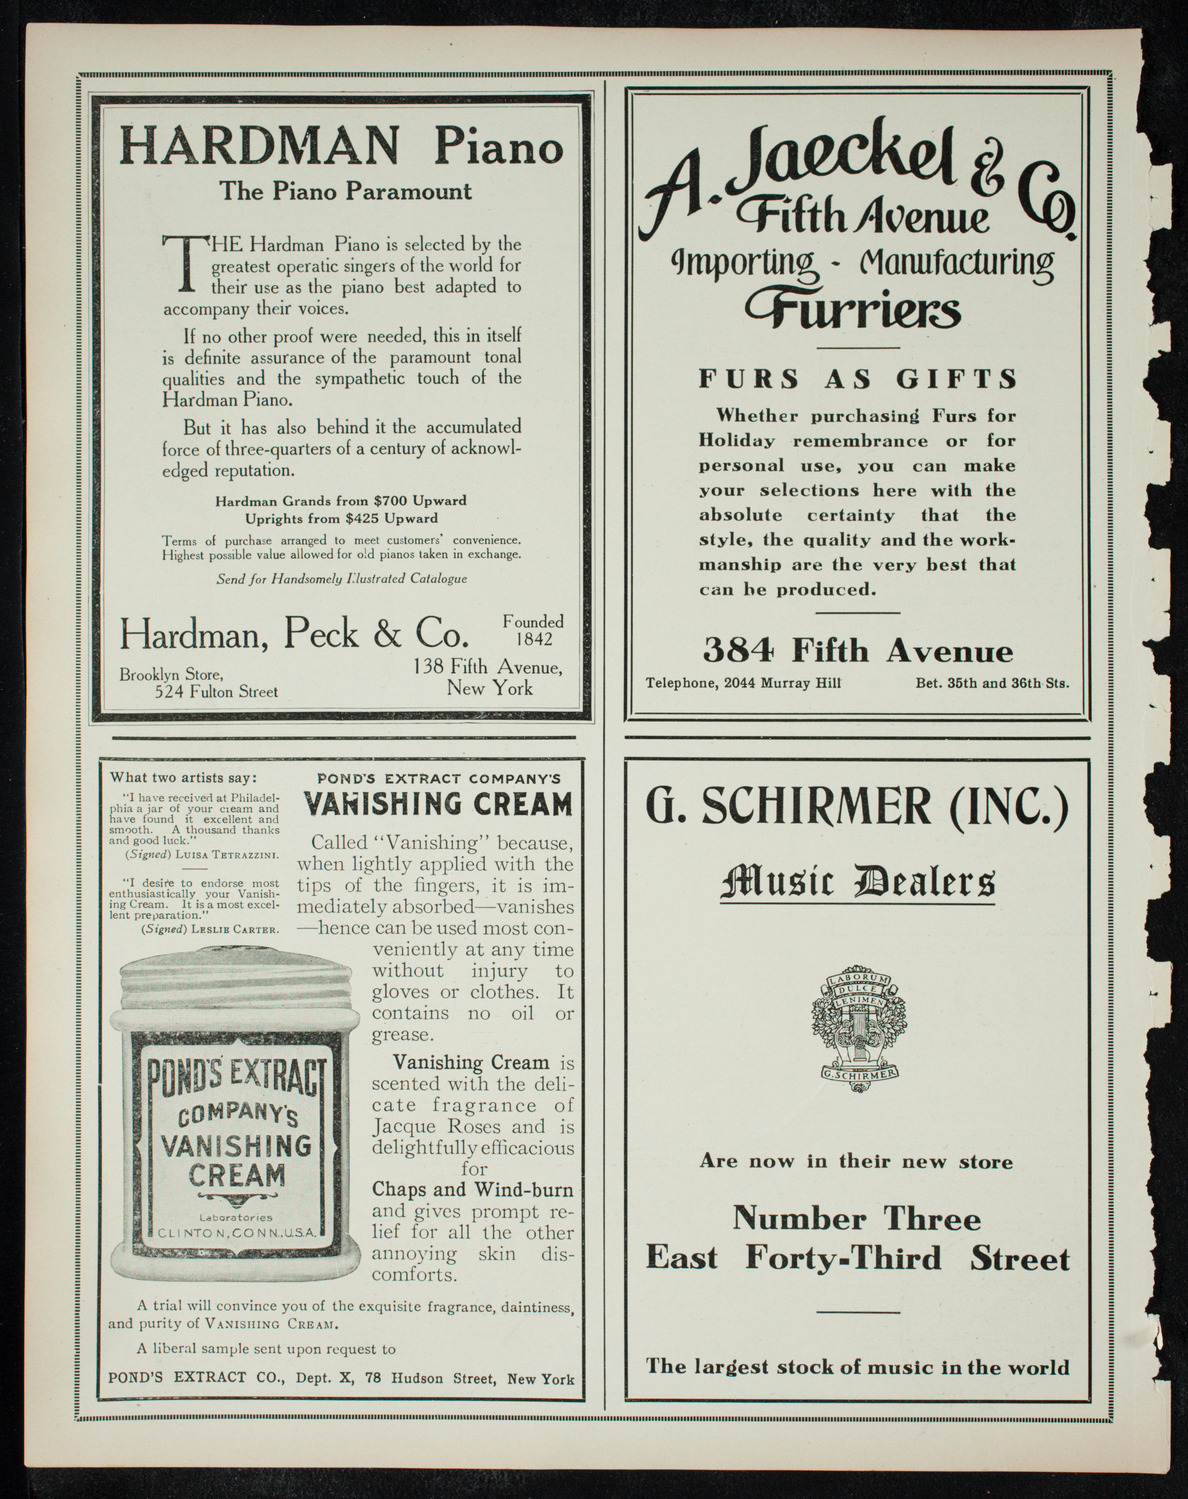 HARDMAN Piano
The Piano Paramount
THE Hardman Piano is selected by the
greatest operatic singers of the world for
their use as the piano best adapted to
accompany their voices.
If no other proof were needed, this in itself
is definite assurance of the paramount tonal
qualities and the sympathetic touch of the
Hardman Piano.
But it has also behind it the accumulated
force of three-quarters of a century of acknowl-
edged reputation.
Hardman Grands from $700 Upward
Uprights from $425 Upward
Terms of purchase arranged to meet customers' convenience.
Highest possible value allowed for old pianos taken in exchange.
Send for Handsomely Illustrated Catalogue
Hardman, Peck & Co.
Founded
1842
Brooklyn Store,
524 Fulton Street
138 Fifth Avenue,
New York
A. Jaeckel & Co.
Fifth Avenue
Importing - Manufacturing
Furriers
FURS AS GIFTS
Whether purchasing Furs for
Holiday remembrance or for
personal use, you can make
your selections here with the
absolute certainty that the
style, the quality and the work-
manship are the very best that
can be produced.
384 Fifth Avenue
Telephone, 2044 Murray Hill
Bet. 35th and 36th Sts.
What two artists say:
"I have received at Philadel-
phia a jar of your cream and
have found it excellent and
smooth. A thousand thanks
and good luck."
(Signed) LUISA TETRAZZINI.
"I desire to endorse most
enthusiastically your Vanish-
ing Cream. It is a most excel-
lent preparation."
(Signed) LESLIE CARTER.
POND'S EXTRACT COMPANY'S
VANISHING CREAM
Called "Vanishing" because,
when lightly applied with the
tips of the fingers, it is im-
mediately absorbed—vanishes
—hence can be used most con-
veniently at any time
without injury to
gloves or clothes. It
contains no oil or
grease.
Vanishing Cream is
scented with the deli-
cate fragrance of
Jacque Roses and is
delightfully efficacious
for
Chaps and Wind-burn
and gives prompt re-
lief for all the other
annoying skin dis-
comforts.
POND'S EXTRACT
COMPANY'S
VANISHING
CREAM
Laboratories
CLINTON, CONN., U.S.A.
A trial will convince you of the exquisite fragrance, daintiness,
and purity of VANISHING CREAM.
A liberal sample sent upon request to
POND'S EXTRACT CO., Dept. X, 78 Hudson Street, New York
G. SCHIRMER (INC.)
Music Dealers
LABORUM
DULCE
LENIMEN
G. SCHIRMER
Are now in their new store
Number Three
East Forty-Third Street
The largest stock of music in the world